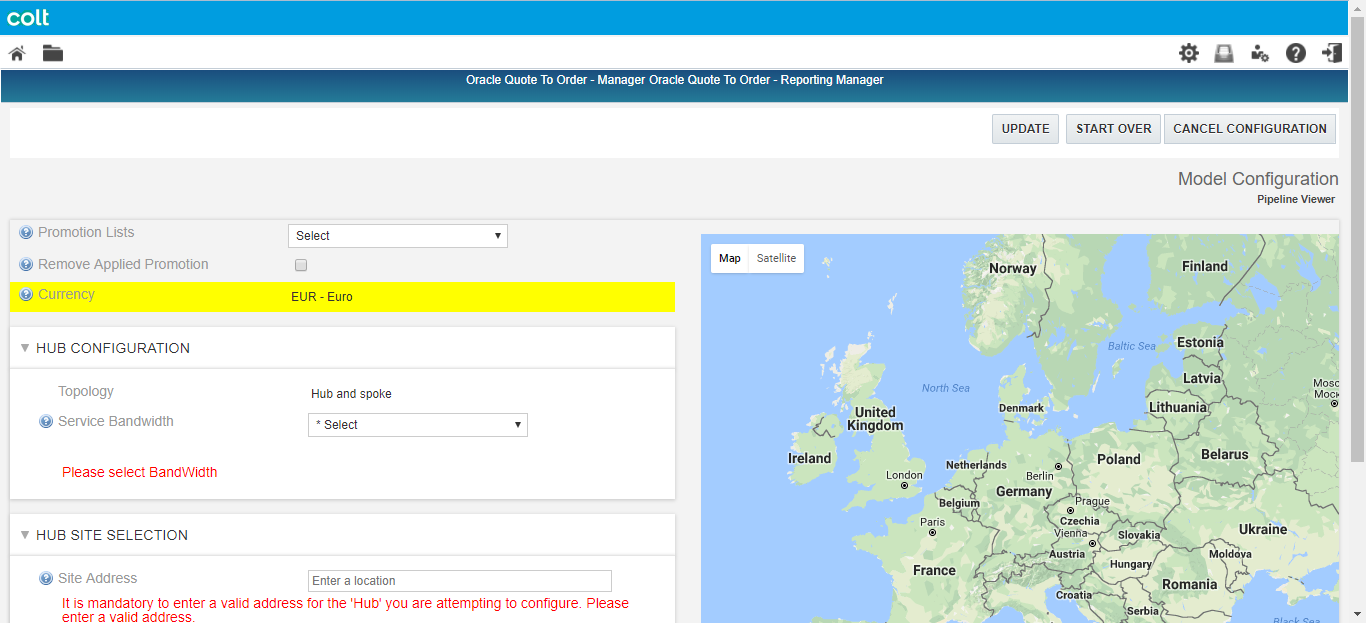 colt
Oracle Quote To Order - Manager Oracle Quote To Order - Reporting Manager
UPDATE START OVER CANCEL CONFIGURATION
Model Configuration
Pipeline Viewer
Promotion Lists Select
Remove Applied Promotion
Currency EUR - Euro
HUB CONFIGURATION
Topology Hub and spoke
Service Bandwidth * Select
Please select BandWidth
HUB SITE SELECTION
Site Address Enter a location
It is mandatory to enter a valid address for the 'Hub' you are attempting to configure. Please
enter a valid address.
Map Satellite
Norway
Finland
Baltic Sea
Estonia
North Sea
Latvia
Mosc
Моск
Denmark
Lithuania
United
Kingdom
Ireland
Netherlands
Poland
Belarus
London
Berlin
Germany
Belgium
Prague
Paris
Czechia
Vienna
Slovakia
Ukraine
Austria
Moldova
France
Hungary
Romania
Croatia
Serbia
Black Sea